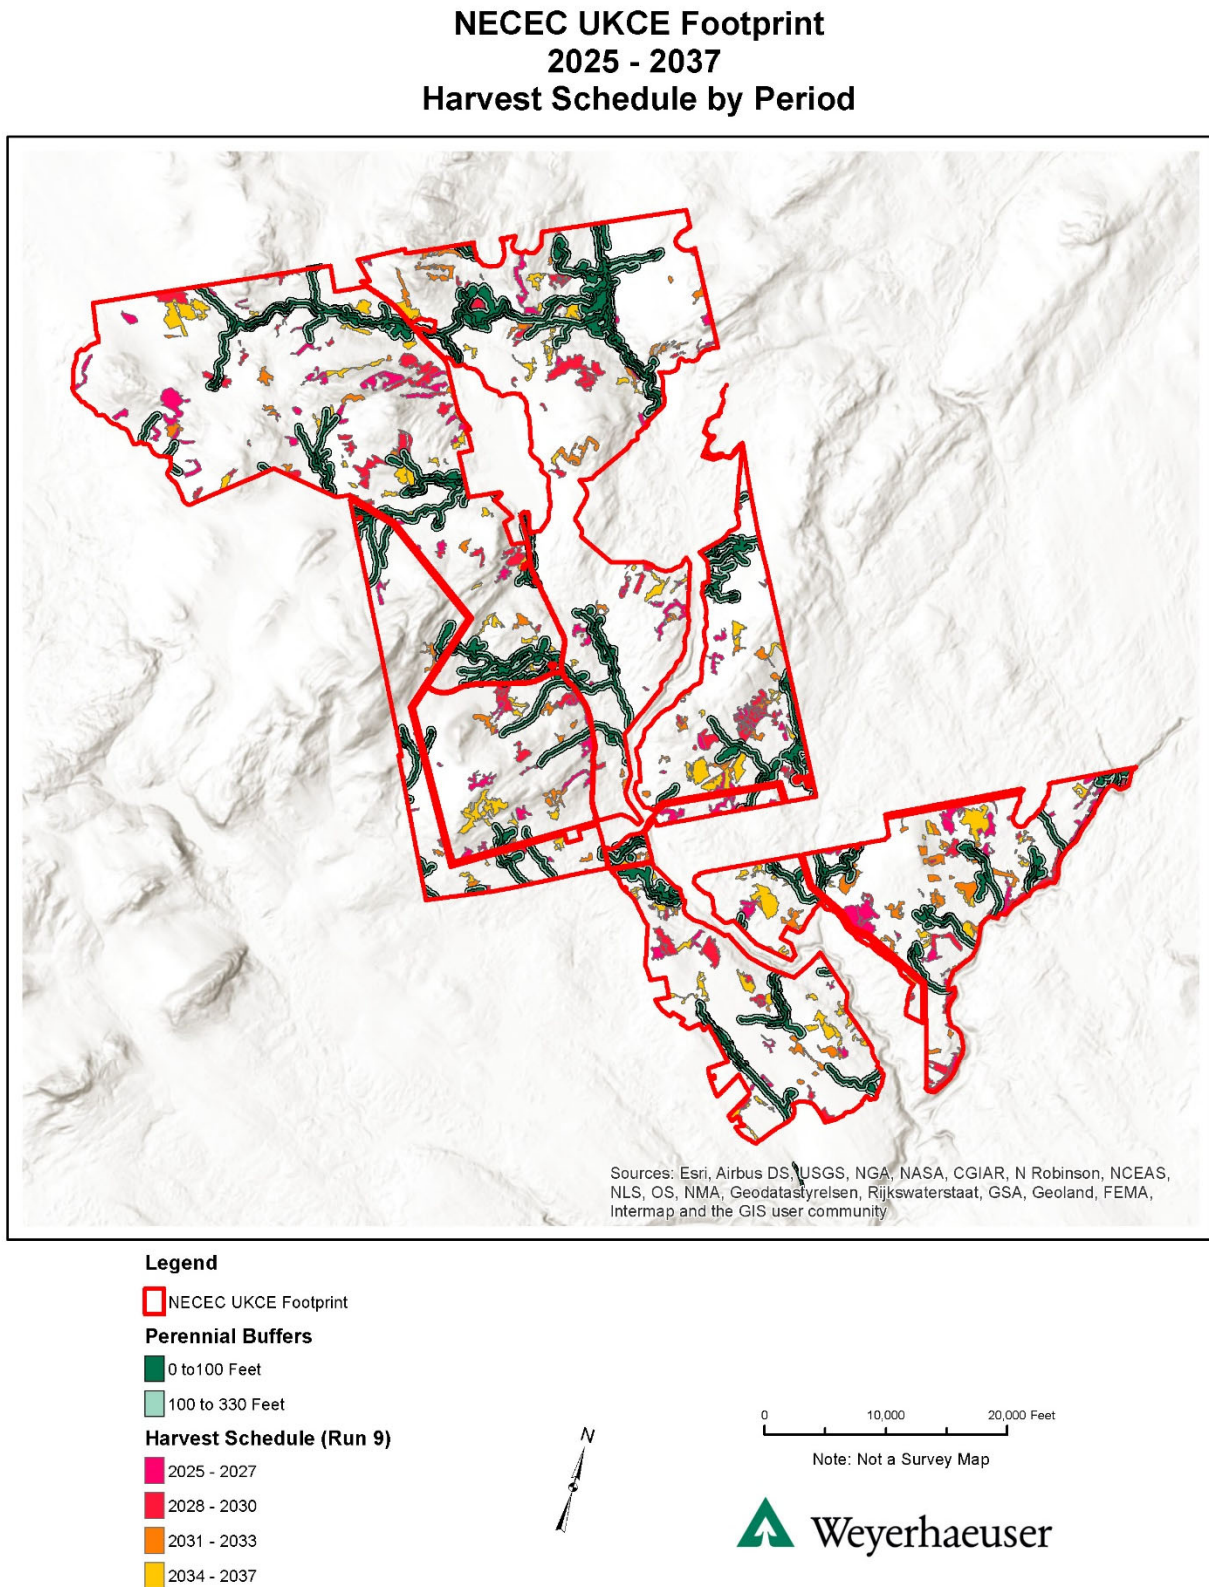 NECEC UKCE Footprint
2025 - 2037
Harvest Schedule by Period
Sources: Esri, Airbus DS, USGS, NGA, NASA, CGIAR, N Robinson, NCEAS,
NLS, OS, NMA, Geodatastyrelsen, Rijkswaterstaat, GSA, Geoland, FEMA,
Intermap and the GIS user community
Legend
NECEC UKCE Footprint
Perennial Buffers
0 to100 Feet
100 to 330 Feet
Harvest Schedule (Run 9)
2025 - 2027
2028 - 2030
2031 - 2033
2034 - 2037
N
0 10,000 20,000 Feet
Note: Not a Survey Map
Weyerhaeuser